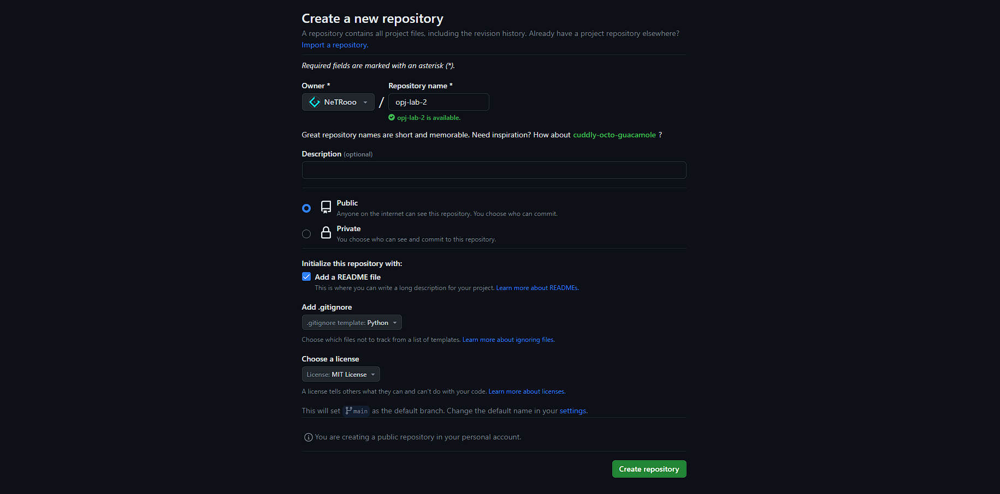 Create a new repository
A repository contains all project files, including the revision history. Already have a project repository elsewhere?
Import a repository.
Required fields are marked with an asterisk (*).
Owner * Repository name *
NeTRooo / opj-lab-2
opj-lab-2 is available.
Great repository names are short and memorable. Need inspiration? How about cuddly-octo-guacamole ?
Description (optional)
Public
Anyone on the internet can see this repository. You choose who can commit.
Private
You choose who can see and commit to this repository.
Initialize this repository with:
Add a README file
This is where you can write a long description for your project. Learn more about READMEs.
Add .gitignore
.gitignore template: Python
Choose which files not to track from a list of templates. Learn more about ignoring files.
Choose a license
License: MIT License
A license tells others what they can and can't do with your code. Learn more about licenses.
This will set main as the default branch. Change the default name in your settings.
You are creating a public repository in your personal account.
Create repository